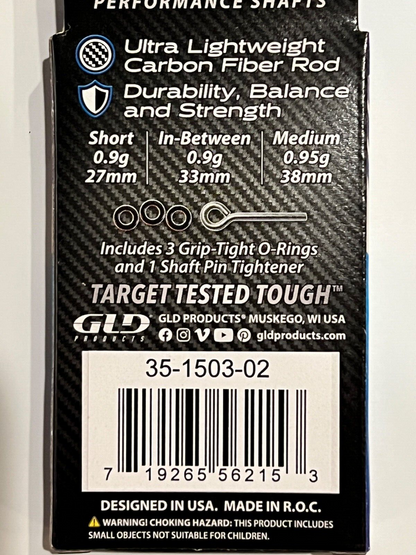 PERFORMANCE SHAFTS
Ultra Lightweight
Carbon Fiber Rod
Durability, Balance
and Strength
Short In-Between Medium
0.9g 0.9g 0.95g
27mm 33mm 38mm
Includes 3 Grip-Tight O-Rings
and 1 Shaft Pin Tightener
TARGET TESTED TOUGH™
GLD PRODUCTS® GLD PRODUCTS® MUSKEGO, WI USA
gldproducts.com
35-1503-02
7 19265 56215 3
DESIGNED IN USA. MADE IN R.O.C.
⚠WARNING! CHOKING HAZARD: THIS PRODUCT INCLUDES
SMALL OBJECTS NOT SUITABLE FOR CHILDREN.